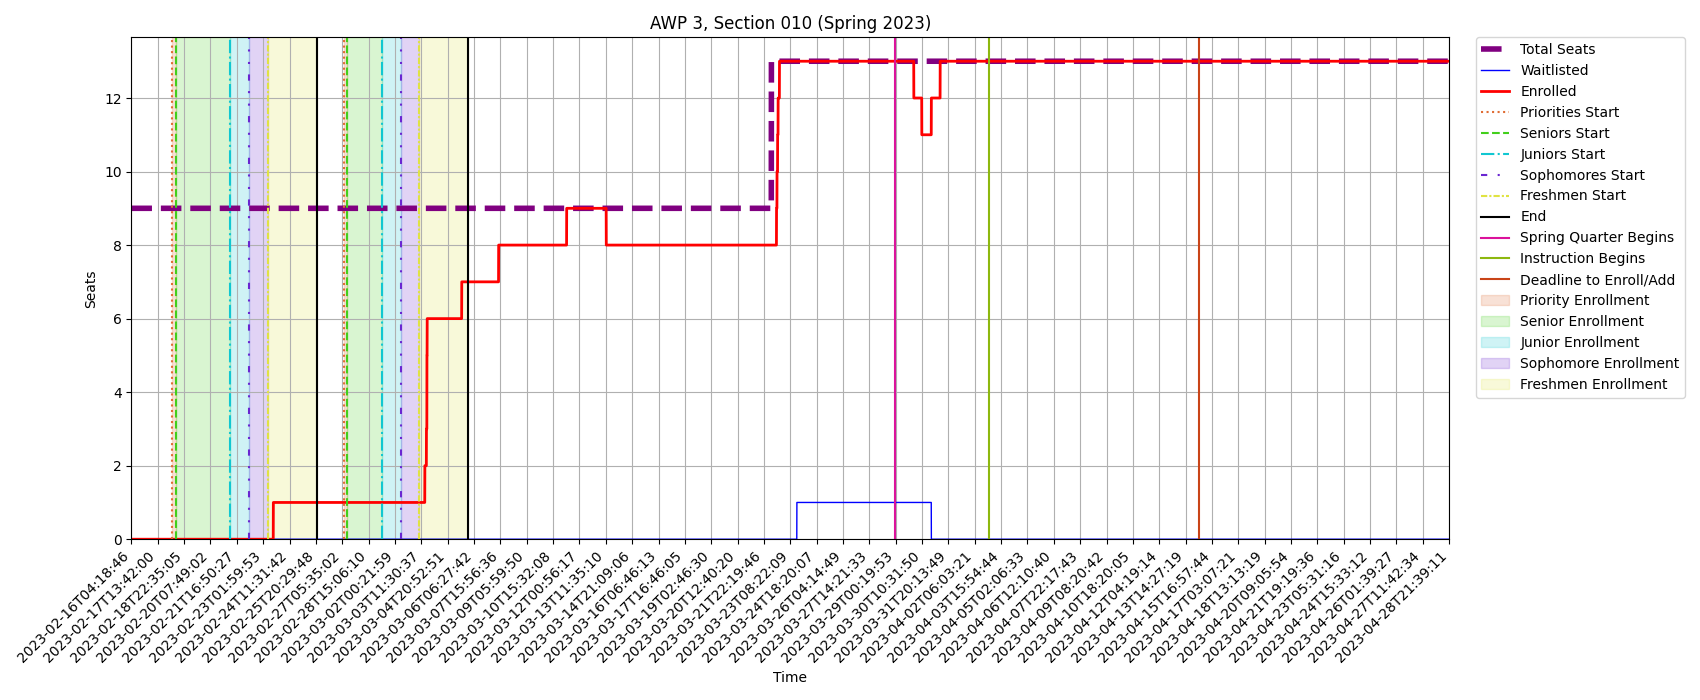 AWP 3, Section 010 (Spring 2023)
Seats
12
10
8
6
4
2
0
2023-02-16T04:18:46
2023-02-17T13:42:00
2023-02-18T22:35:05
2023-02-20T07:49:02
2023-02-21T16:50:27
2023-02-23T01:59:53
2023-02-24T11:31:42
2023-02-25T20:29:48
2023-02-27T05:35:02
2023-02-28T15:06:10
2023-03-02T00:21:59
2023-03-03T11:30:37
2023-03-04T20:52:51
2023-03-06T06:27:42
2023-03-07T15:56:36
2023-03-09T05:59:50
2023-03-10T15:32:08
2023-03-12T00:56:17
2023-03-13T11:35:10
2023-03-14T21:09:06
2023-03-16T06:46:13
2023-03-17T16:46:05
2023-03-19T02:46:30
2023-03-20T12:40:20
2023-03-21T22:19:46
2023-03-23T08:22:09
2023-03-24T18:20:07
2023-03-26T04:14:49
2023-03-27T14:21:33
2023-03-29T00:19:53
2023-03-30T10:31:50
2023-03-31T20:13:49
2023-04-02T06:03:21
2023-04-03T15:54:44
2023-04-05T02:06:33
2023-04-06T12:10:40
2023-04-07T22:17:43
2023-04-09T08:20:42
2023-04-10T18:20:05
2023-04-12T04:19:14
2023-04-13T14:27:19
2023-04-15T16:57:44
2023-04-17T03:07:21
2023-04-18T13:13:19
2023-04-20T09:05:54
2023-04-21T19:19:36
2023-04-23T05:31:16
2023-04-24T15:33:12
2023-04-26T01:39:27
2023-04-27T11:42:34
2023-04-28T21:39:11
Time
Total Seats
Waitlisted
Enrolled
Priorities Start
Seniors Start
Juniors Start
Sophomores Start
Freshmen Start
End
Spring Quarter Begins
Instruction Begins
Deadline to Enroll/Add
Priority Enrollment
Senior Enrollment
Junior Enrollment
Sophomore Enrollment
Freshmen Enrollment